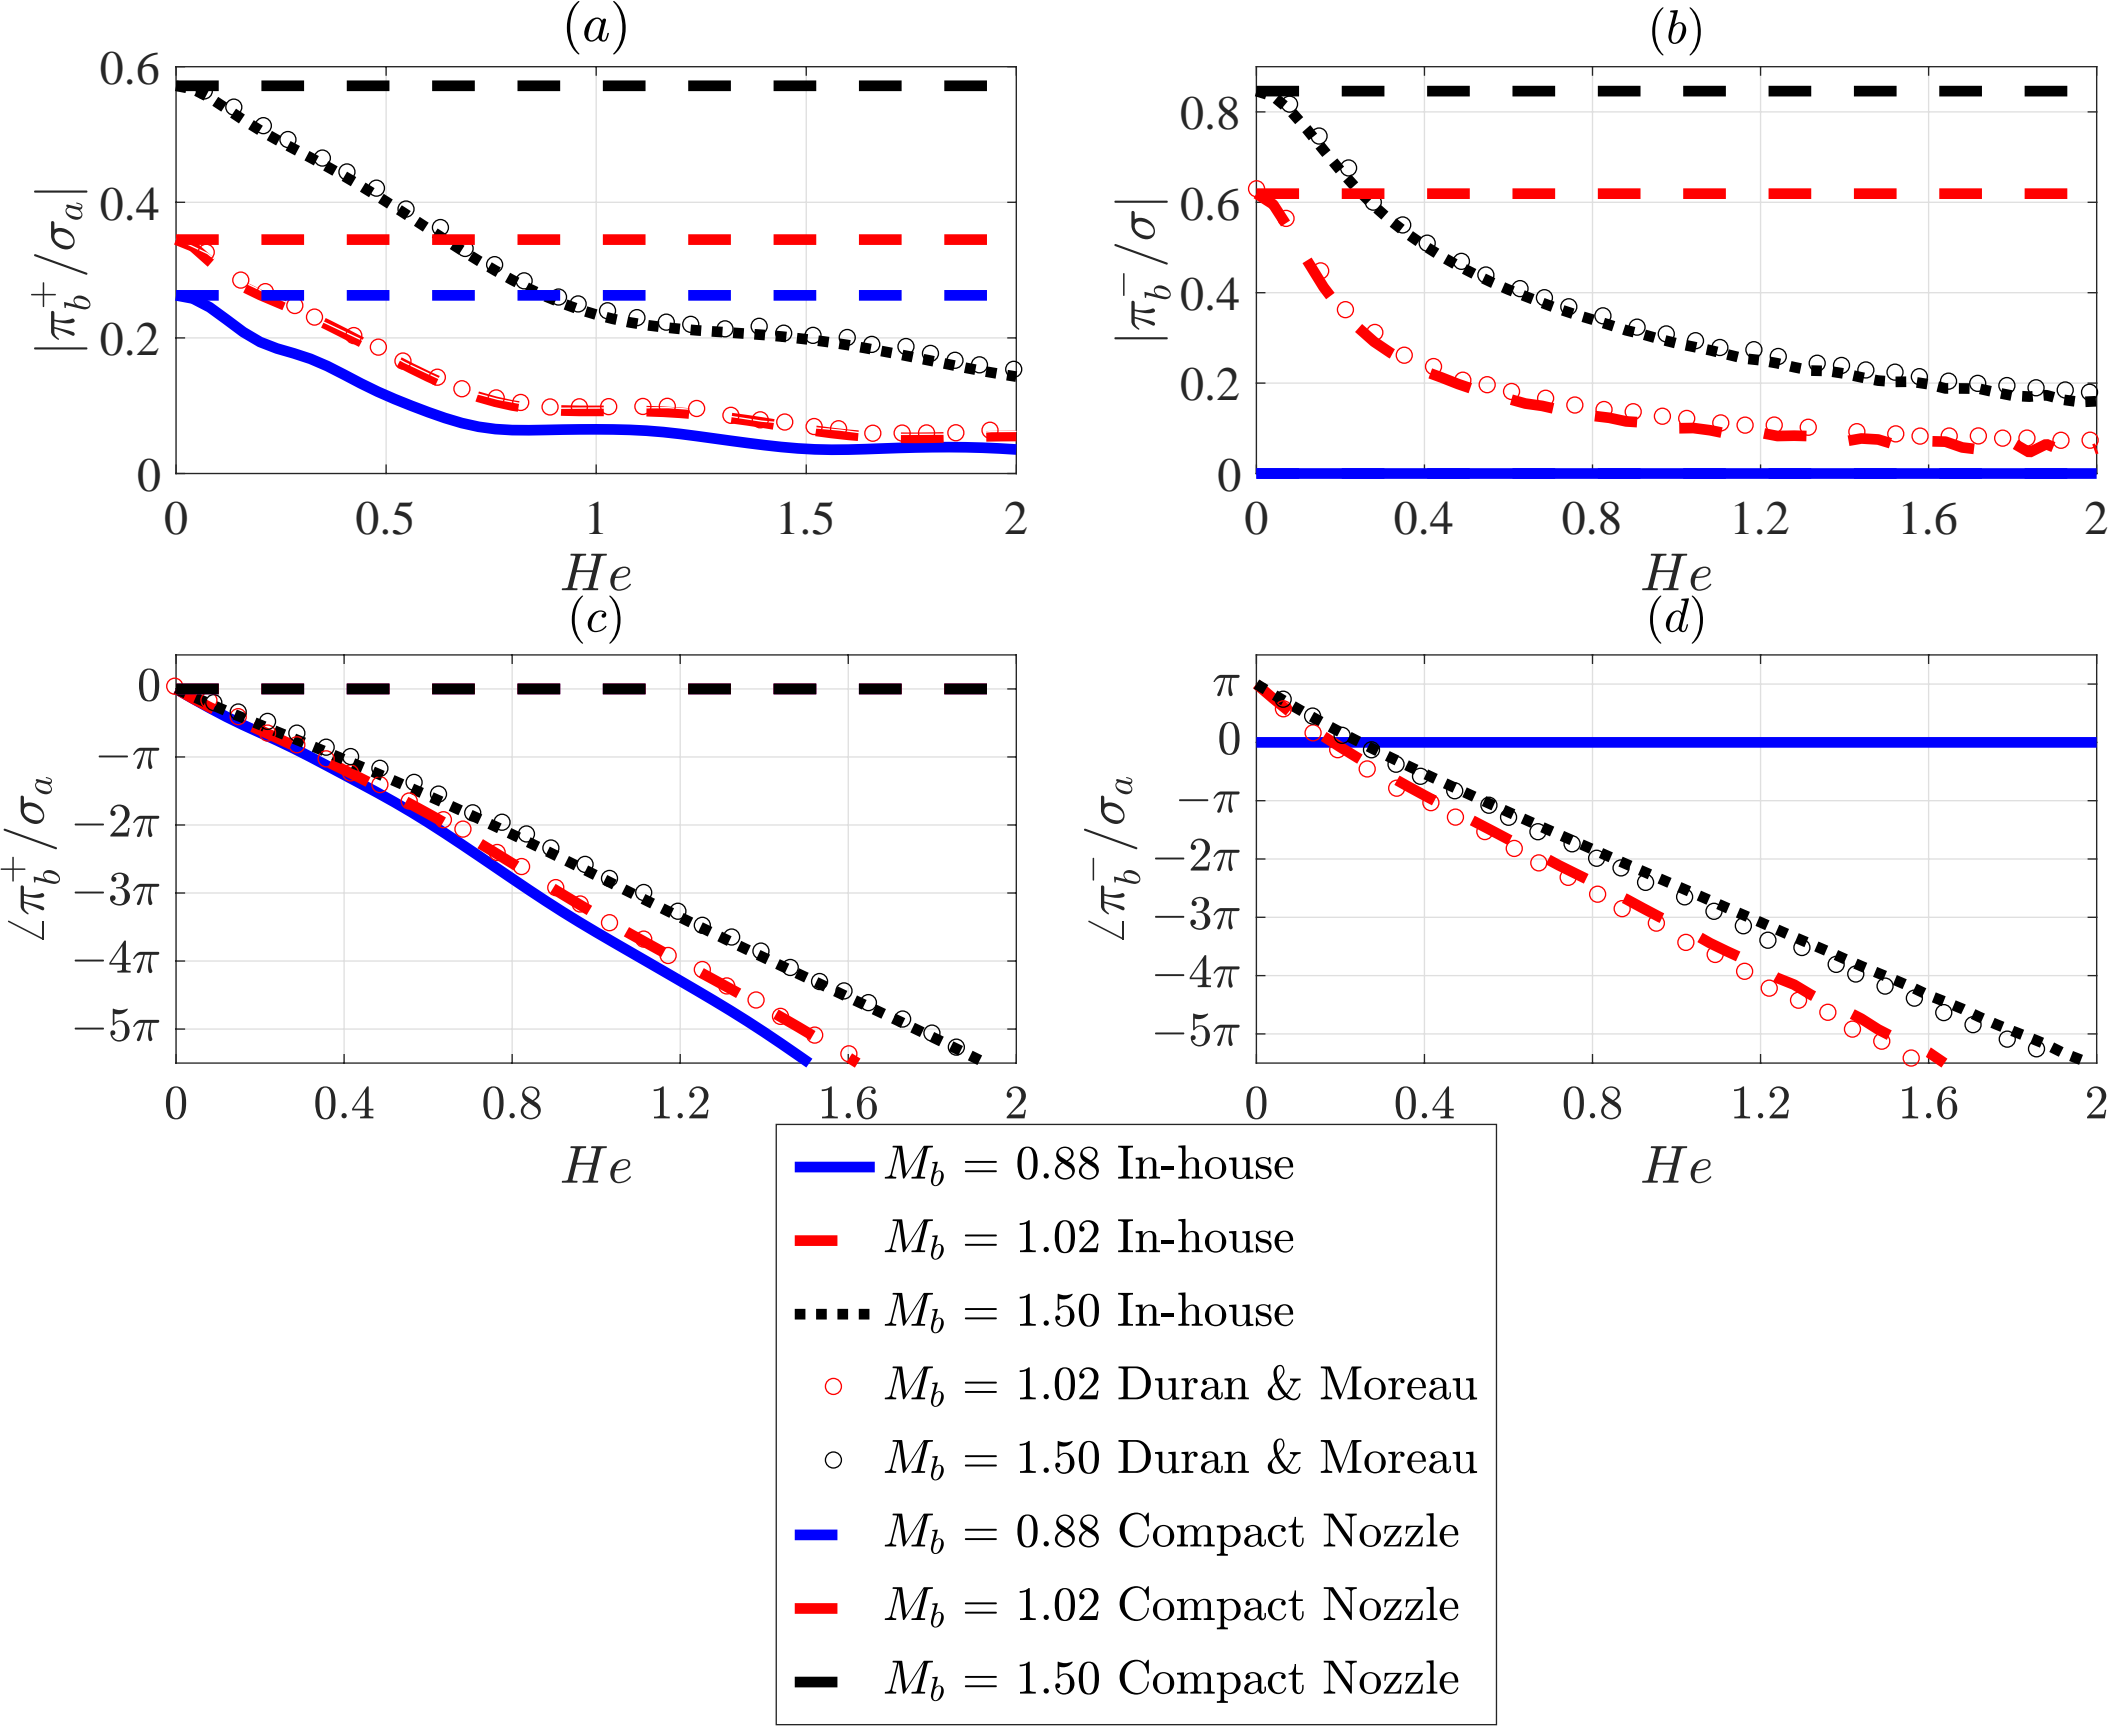 (a)
0.6
0.4
0.2
0
|π_b^+/σ_a|
0 0.5 1 1.5 2
He
(b)
0.8
0.6
0.4
0.2
0
|π_b^-/σ|
0 0.4 0.8 1.2 1.6 2
He
(c)
0
−π
−2π
−3π
−4π
−5π
∠π_b^+/σ_a
0 0.4 0.8 1.2 1.6 2
He
(d)
π
0
−π
−2π
−3π
−4π
−5π
∠π_b^-/σ_a
0 0.4 0.8 1.2 1.6 2
He
M_b = 0.88 In-house
M_b = 1.02 In-house
M_b = 1.50 In-house
M_b = 1.02 Duran & Moreau
M_b = 1.50 Duran & Moreau
M_b = 0.88 Compact Nozzle
M_b = 1.02 Compact Nozzle
M_b = 1.50 Compact Nozzle